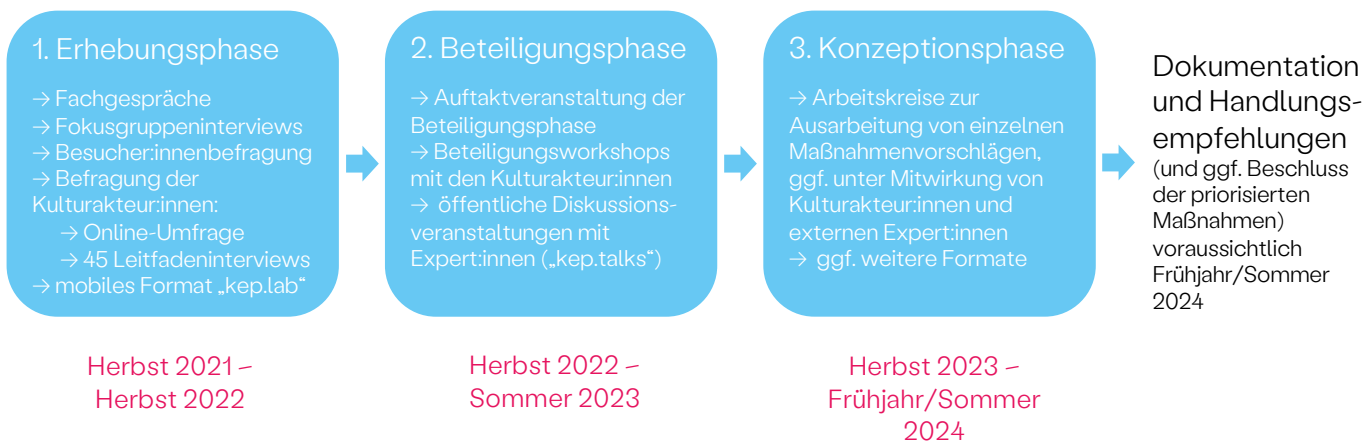 1. Erhebungsphase
→ Fachgespräche
→ Fokusgruppeninterviews
→ Besucher:innenbefragung
→ Befragung der
Kulturakteur:innen:
→ Online-Umfrage
→ 45 Leitfadeninterviews
→ mobiles Format „kep.lab“
Herbst 2021 –
Herbst 2022
2. Beteiligungsphase
→ Auftaktveranstaltung der
Beteiligungsphase
→ Beteiligungsworkshops
mit den Kulturakteur:innen
→ öffentliche Diskussions-
veranstaltungen mit
Expert:innen („kep.talks“)
Herbst 2022 –
Sommer 2023
3. Konzeptionsphase
→ Arbeitskreise zur
Ausarbeitung von einzelnen
Maßnahmenvorschlägen,
ggf. unter Mitwirkung von
Kulturakteur:innen und
externen Expert:innen
→ ggf. weitere Formate
Herbst 2023 –
Frühjahr/Sommer
2024
Dokumentation
und Handlungs-
empfehlungen
(und ggf. Beschluss
der priorisierten
Maßnahmen)
voraussichtlich
Frühjahr/Sommer
2024